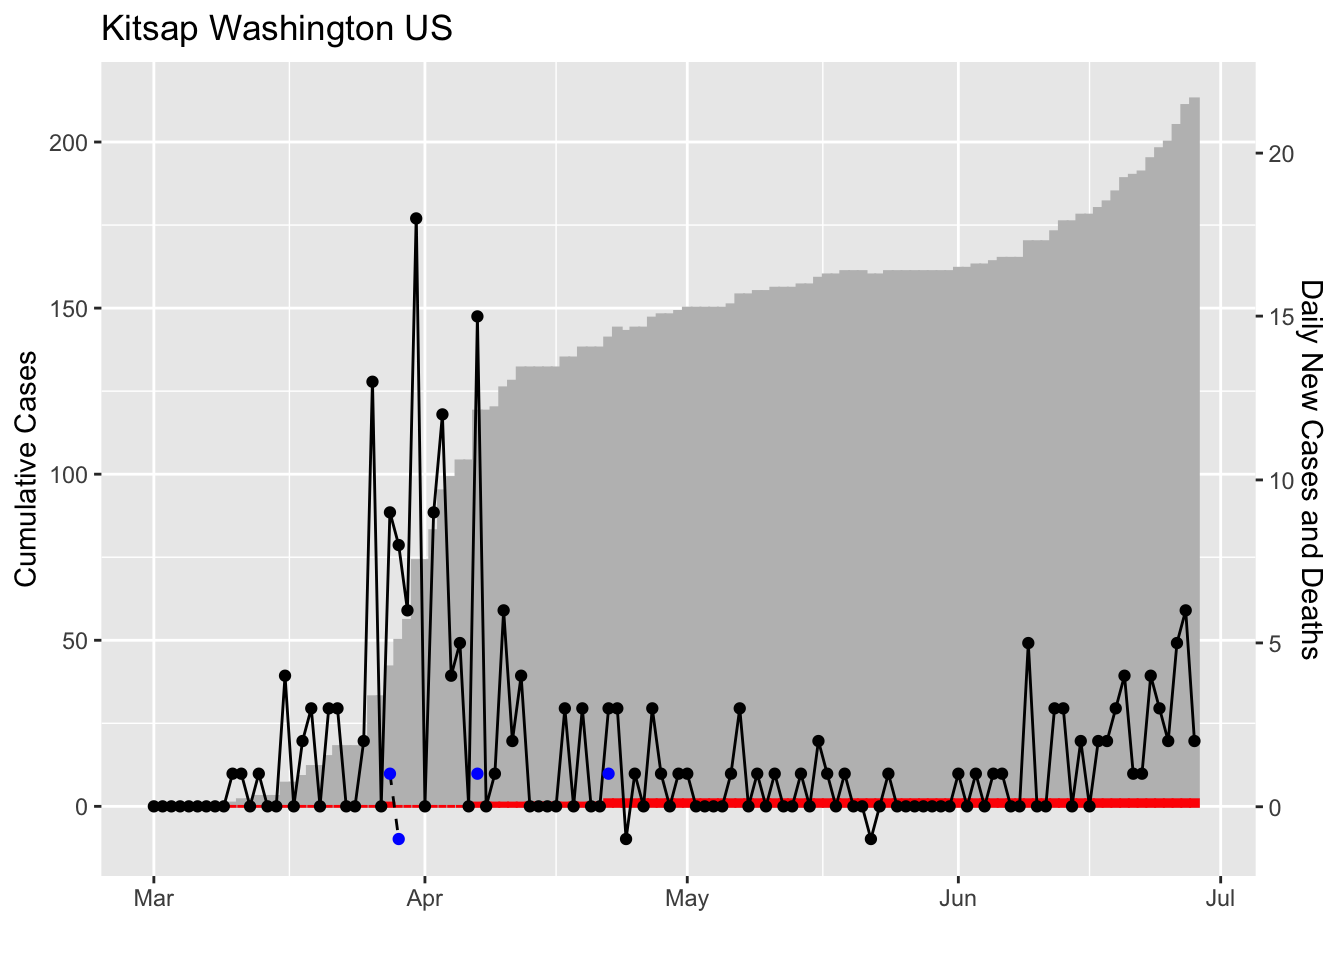 Kitsap Washington US
Cumulative Cases
200
150
100
50
0
20
15
10
5
0
Daily New Cases and Deaths
Mar
Apr
May
Jun
Jul